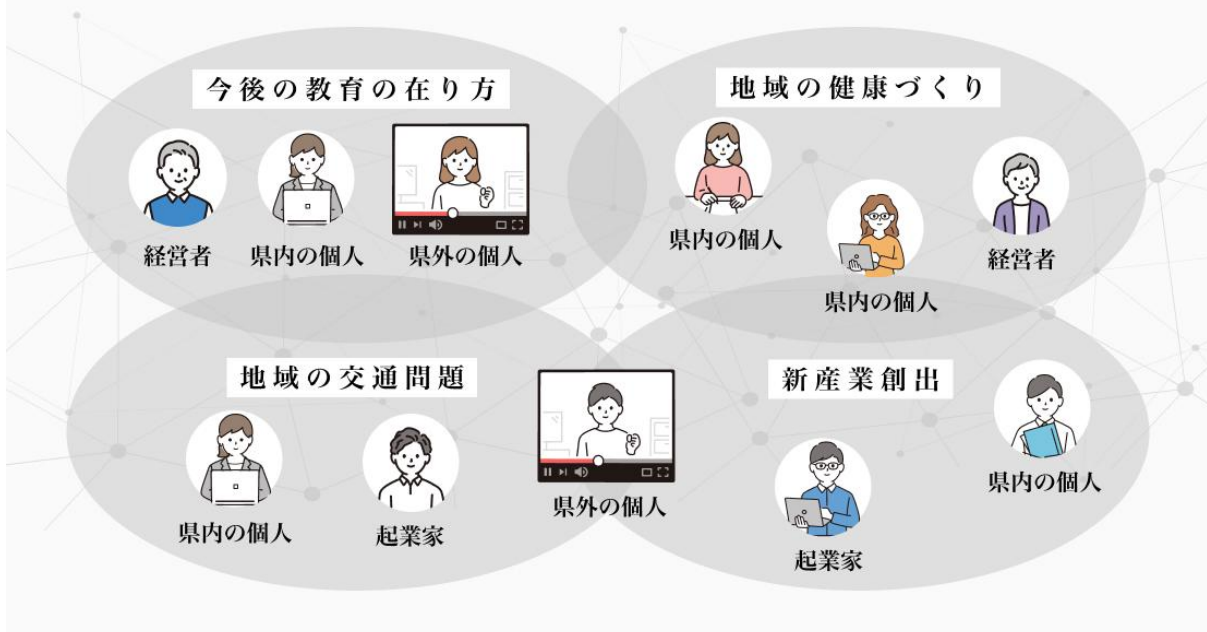 今後の教育の在り方
経営者
県内の個人
県外の個人
地域の健康づくり
県内の個人
県内の個人
経営者
地域の交通問題
県内の個人
起業家
県外の個人
新産業創出
起業家
県内の個人